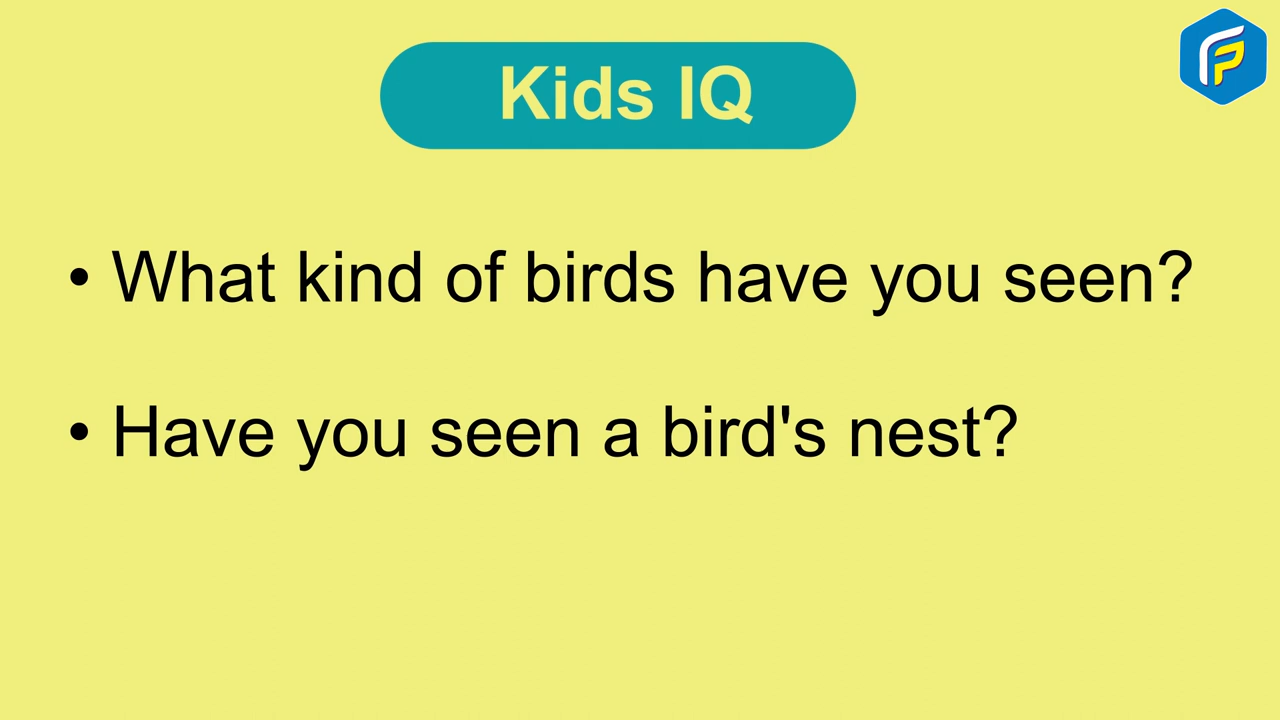 Kids IQ
• What kind of birds have you seen?
• Have you seen a bird's nest?